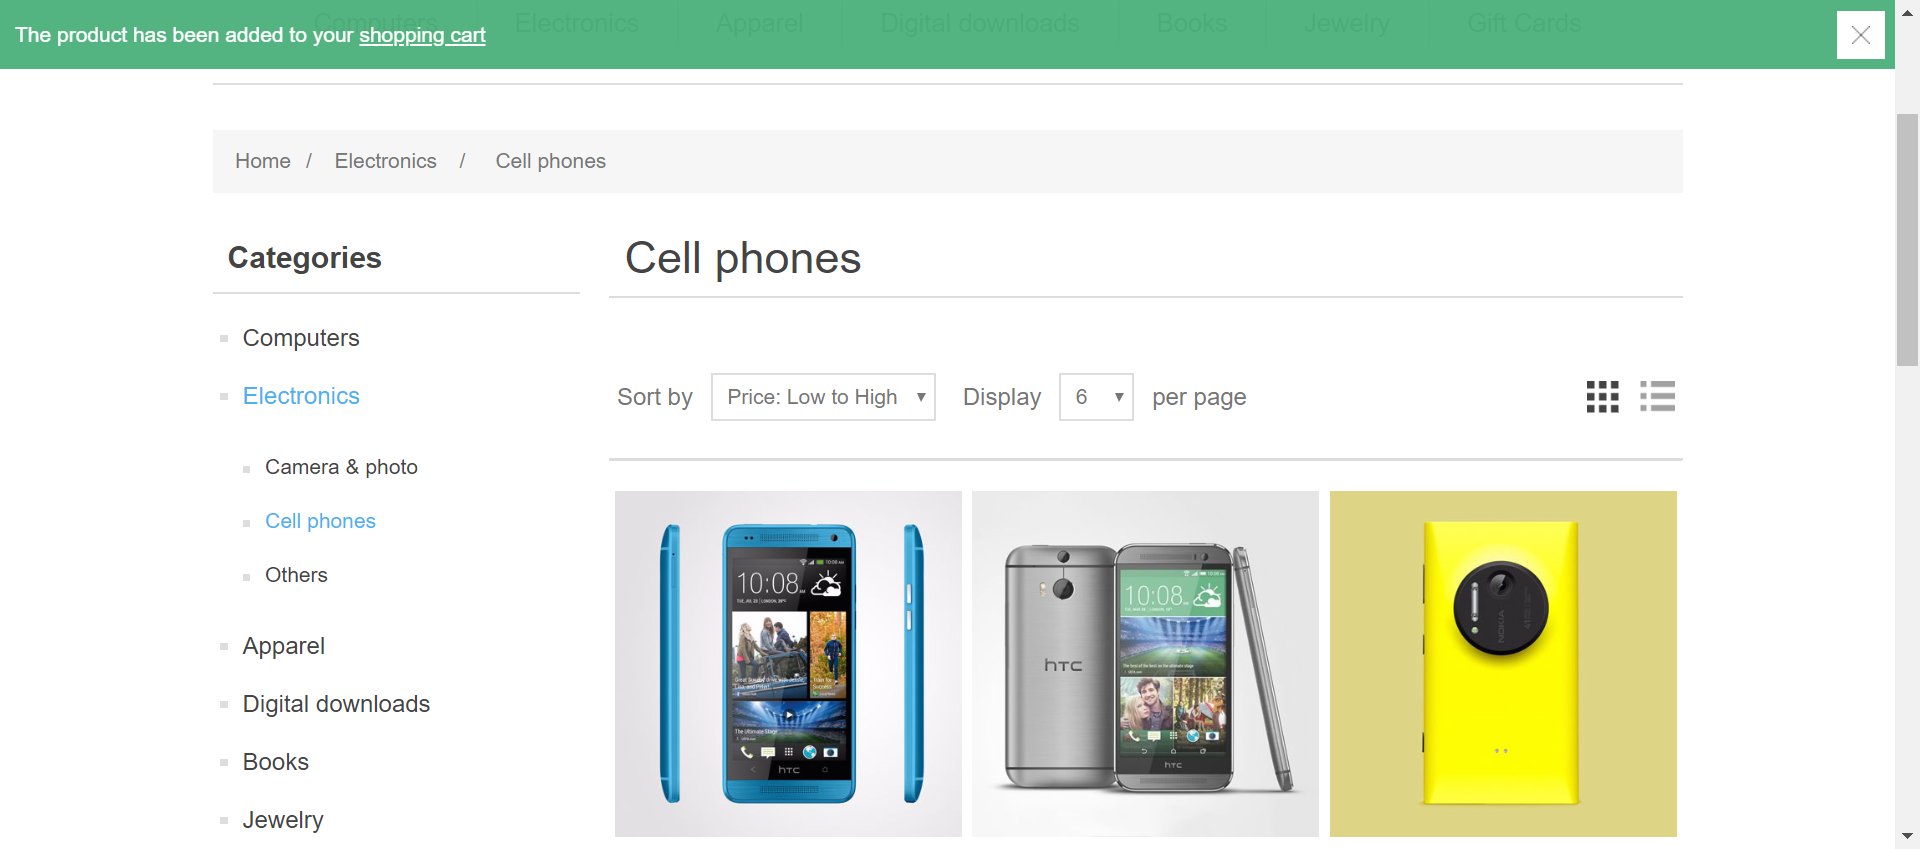 Computers Electronics Apparel Digital downloads Books Jewelry Gift Cards
The product has been added to your shopping cart
Home / Electronics / Cell phones
Categories
Computers
Electronics
Camera & photo
Cell phones
Others
Apparel
Digital downloads
Books
Jewelry
Cell phones
Sort by Price: Low to High Display 6 per page
10:08
hTC
10:08
hTC
hTC
NOKIA